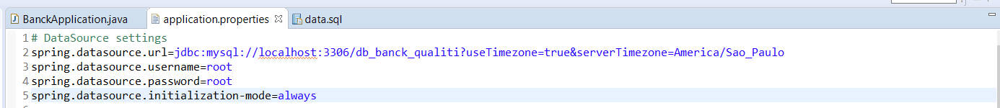 BanckApplication.java application.properties data.sql
1 # DataSource settings
2 spring.datasource.url=jdbc:mysql://localhost:3306/db_banck_qualiti?useTimezone=true&serverTimezone=America/Sao_Paulo
3 spring.datasource.username=root
4 spring.datasource.password=root
5 spring.datasource.initialization-mode=always